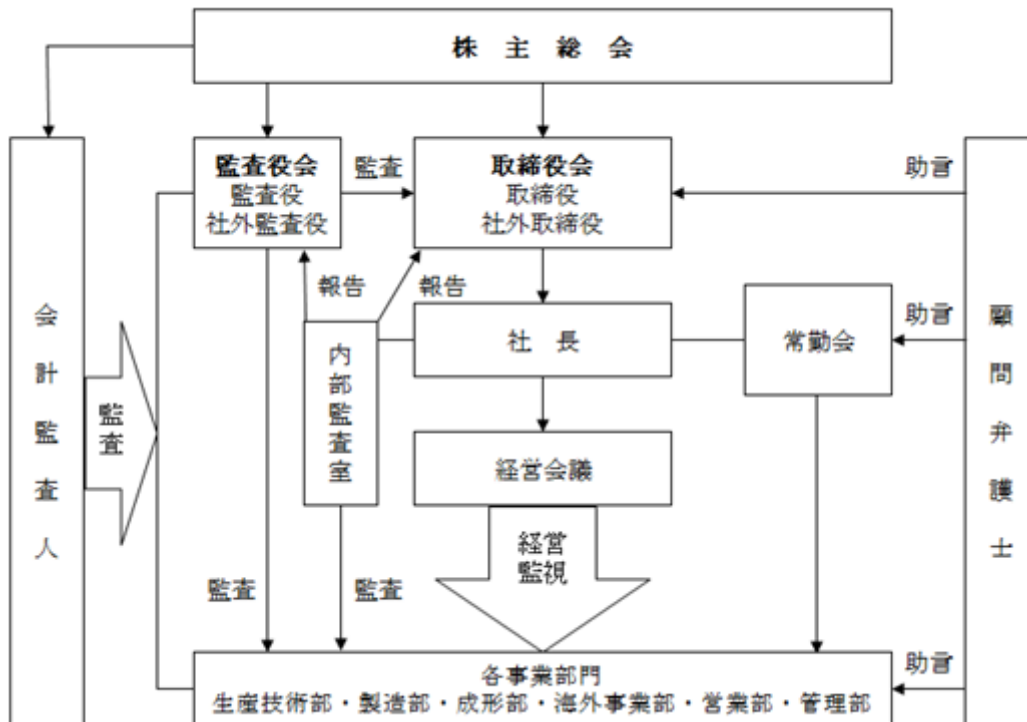 株主総会
監査役会
監査役
社外監査役
監査
取締役会
取締役
社外取締役
助言
報告
報告
社長
常勤会
助言
会計監査人
監査
内部監査室
経営会議
顧問弁護士
経営
監視
監査
監査
各事業部門
生産技術部・製造部・成形部・海外事業部・営業部・管理部
助言